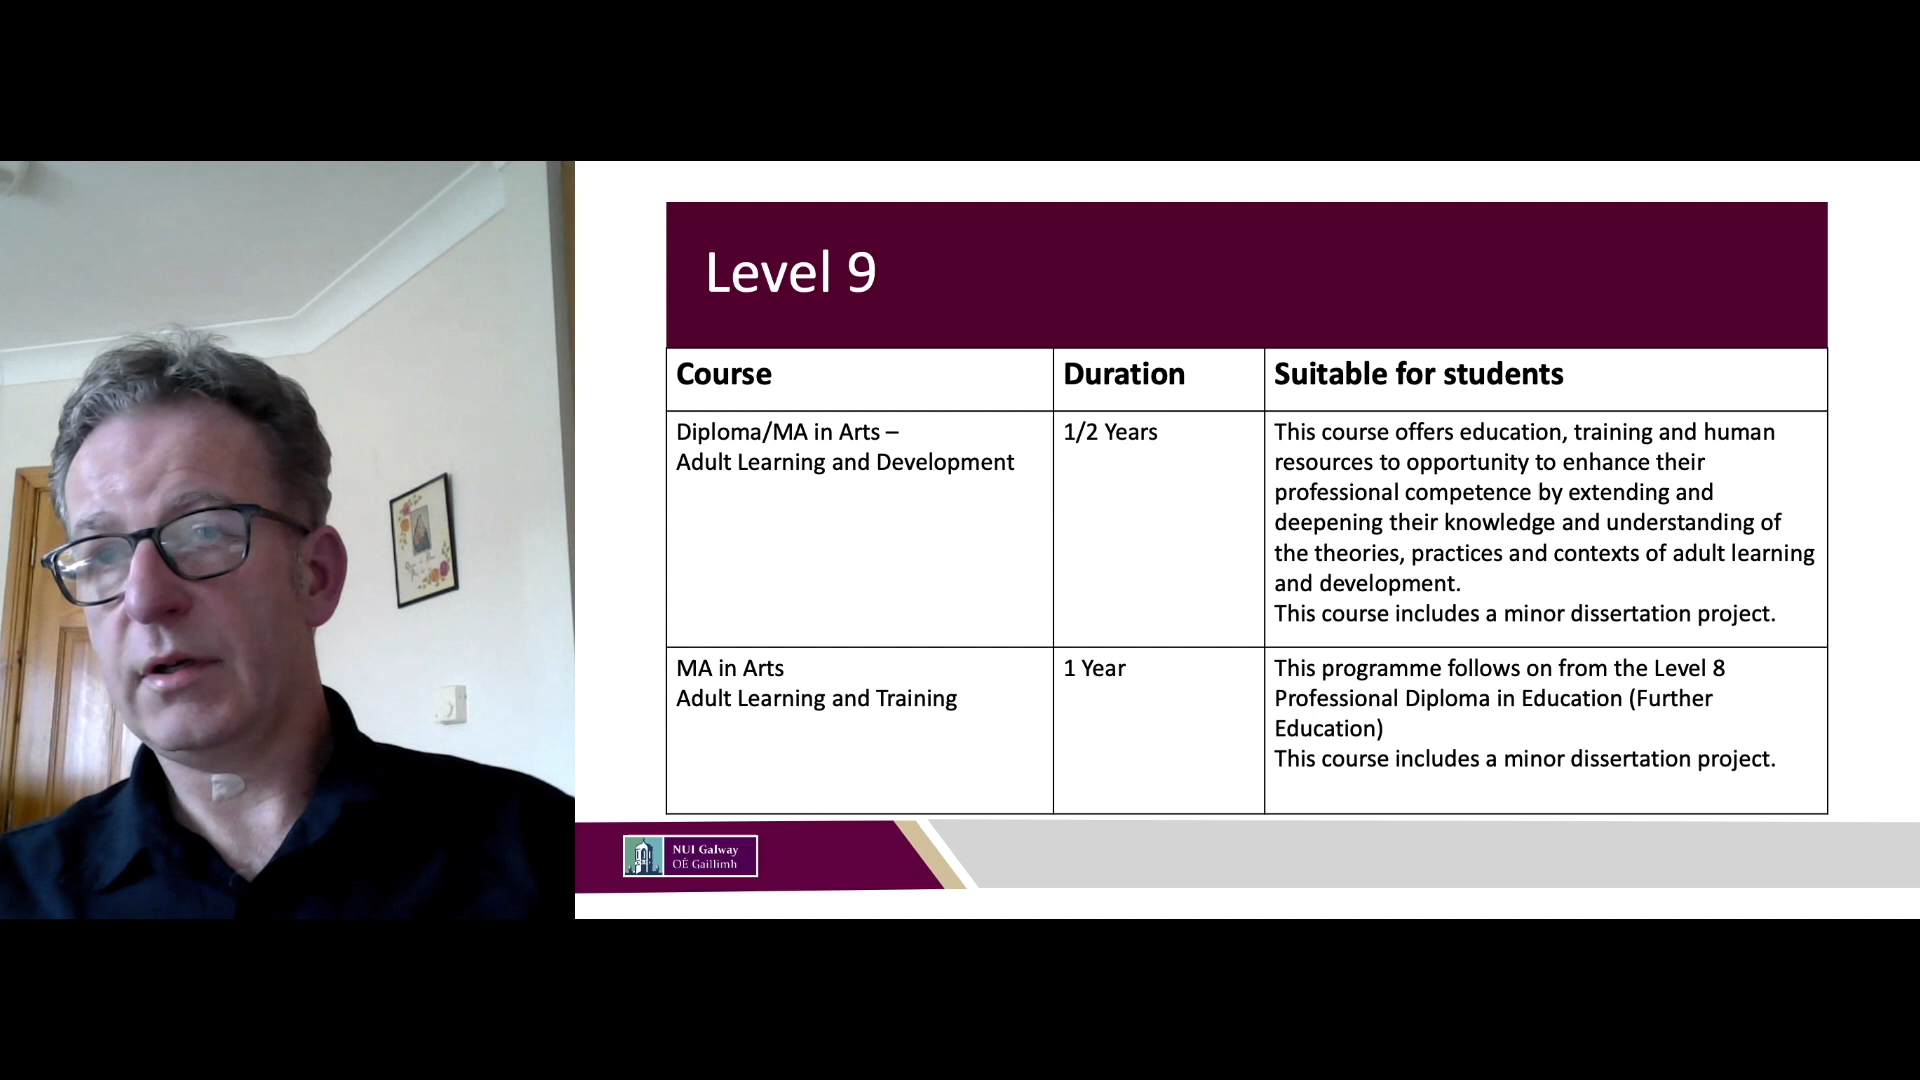 Level 9
Course
Duration
Suitable for students
Diploma/MA in Arts –
Adult Learning and Development
1/2 Years
This course offers education, training and human
resources to opportunity to enhance their
professional competence by extending and
deepening their knowledge and understanding of
the theories, practices and contexts of adult learning
and development.
This course includes a minor dissertation project.
MA in Arts
Adult Learning and Training
1 Year
This programme follows on from the Level 8
Professional Diploma in Education (Further
Education)
This course includes a minor dissertation project.
NUI Galway
OÉ Gaillimh